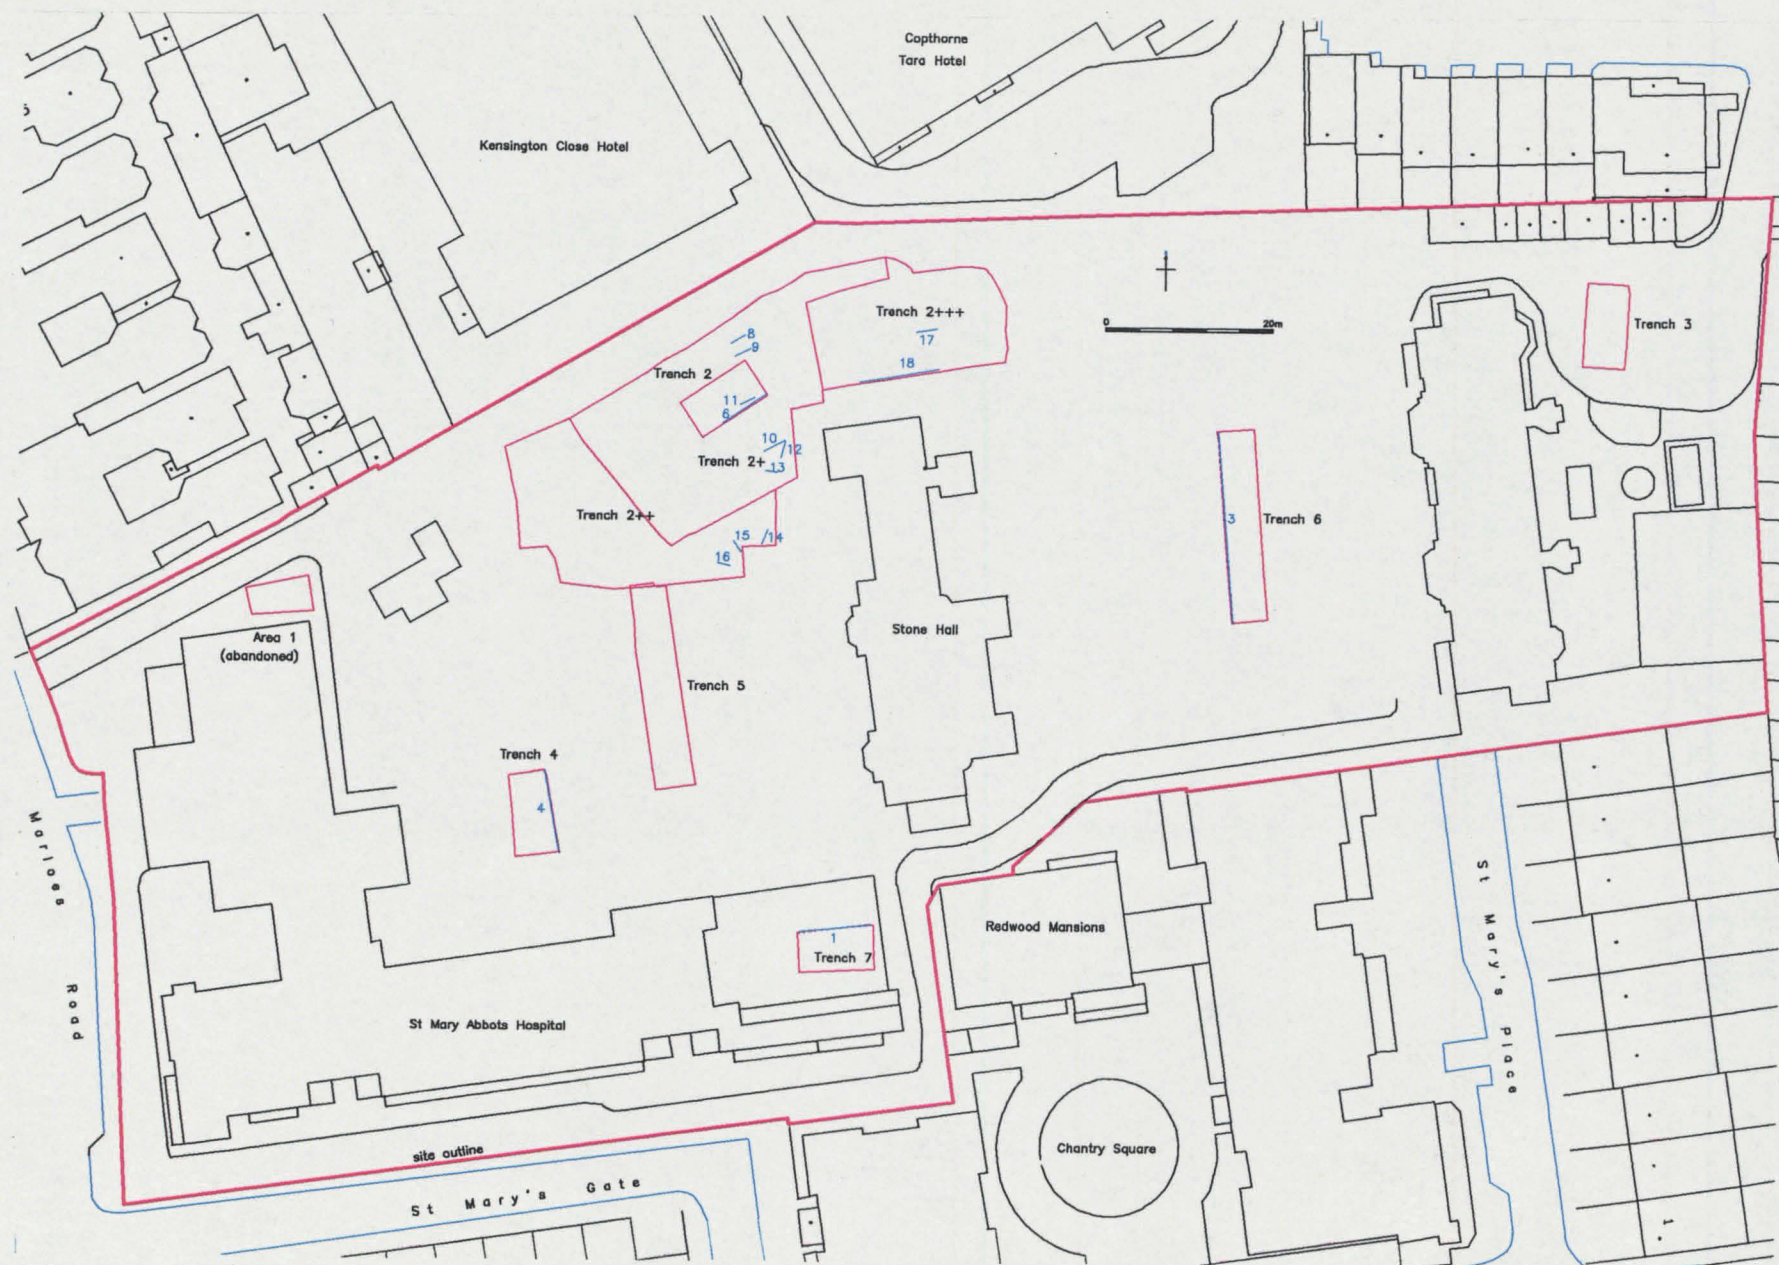 Copthorne
Tara Hotel
Kensington Close Hotel
5
Trench 2+++
17
18
0
20m
Trench 3
8
9
Trench 2
11
6
10
12
Trench 2+
13
Trench 2++
15
14
16
3
Trench 6
Area 1
(abandoned)
Stone Hall
Trench 5
Trench 4
4
Marloes Road
Redwood Mansions
1
Trench 7
St Mary Abbots Hospital
St Mary's place
Chantry Square
site outline
St Mary's Gate
1